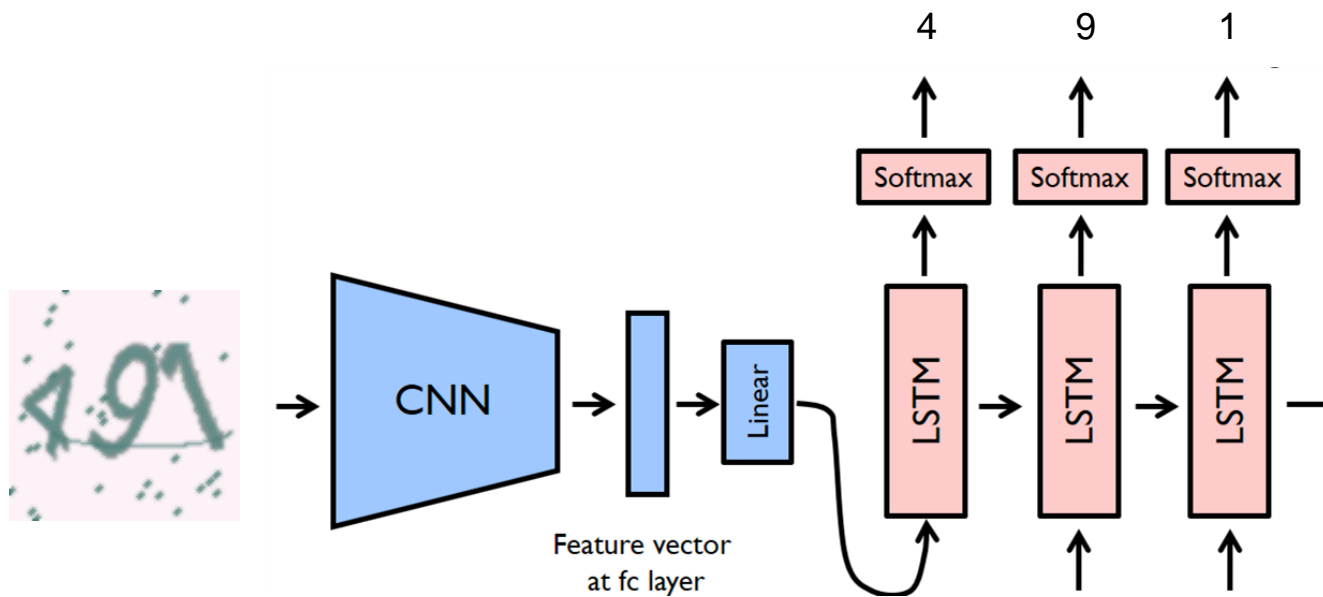 4 9 1
Softmax Softmax Softmax
491
CNN
Linear
LSTM LSTM LSTM
Feature vector
at fc layer